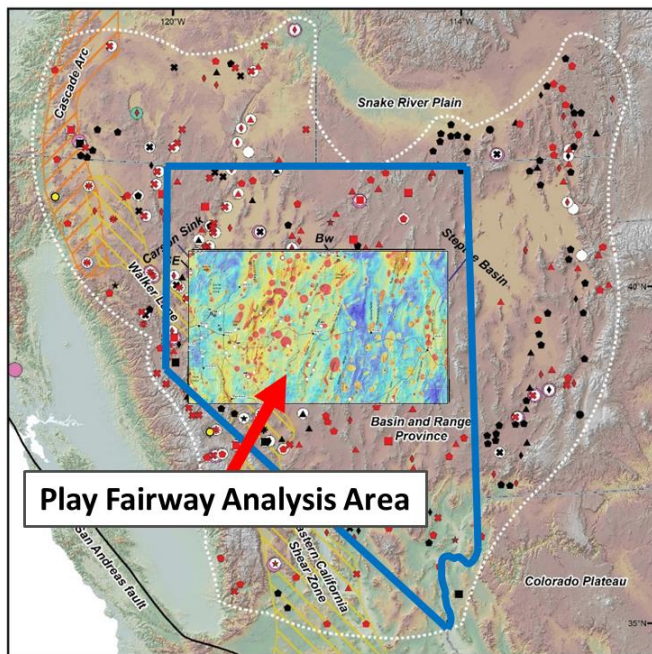 120°W
114°W
Cascade Arc
Snake River Plain
Carson Sink
Bw
Steptoe Basin
40°N
Walker Lane
Basin and Range
Province
Play Fairway Analysis Area
San Andreas fault
Eastern California
Shear Zone
Colorado Plateau
35°N